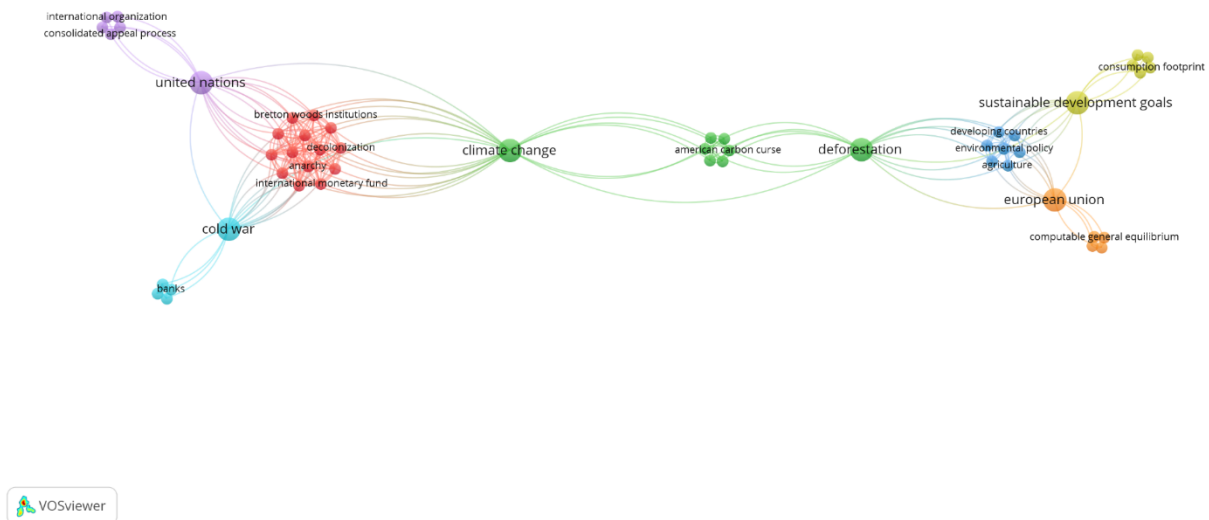 international organization
consolidated appeal process
united nations
bretton woods institutions
decolonization
anarchy
international monetary fund
cold war
banks
climate change
american carbon curse
deforestation
consumption footprint
sustainable development goals
developing countries
environmental policy
agriculture
european union
computable general equilibrium
VOSviewer